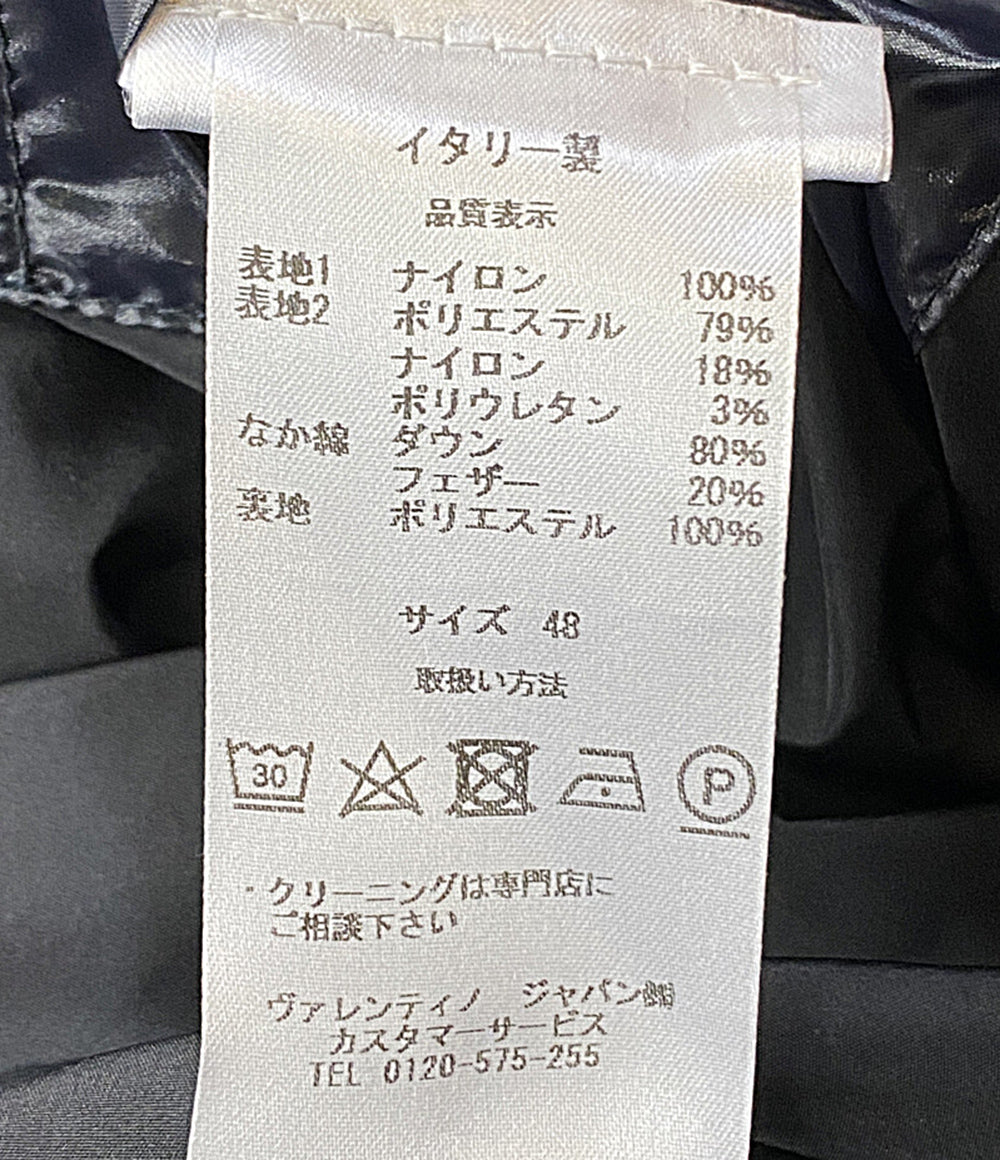 イタリー製
品質表示
表地1 ナイロン 100%
表地2 ポリエステル 79%
ナイロン 18%
ポリウレタン 3%
なか綿 ダウン 80%
フェザー 20%
裏地 ポリエステル 100%
サイズ 48
取扱い方法
30 P
・クリーニングは専門店に
ご相談下さい
ヴァレンティノ ジャパン㈱
カスタマーサービス
TEL 0120-575-255